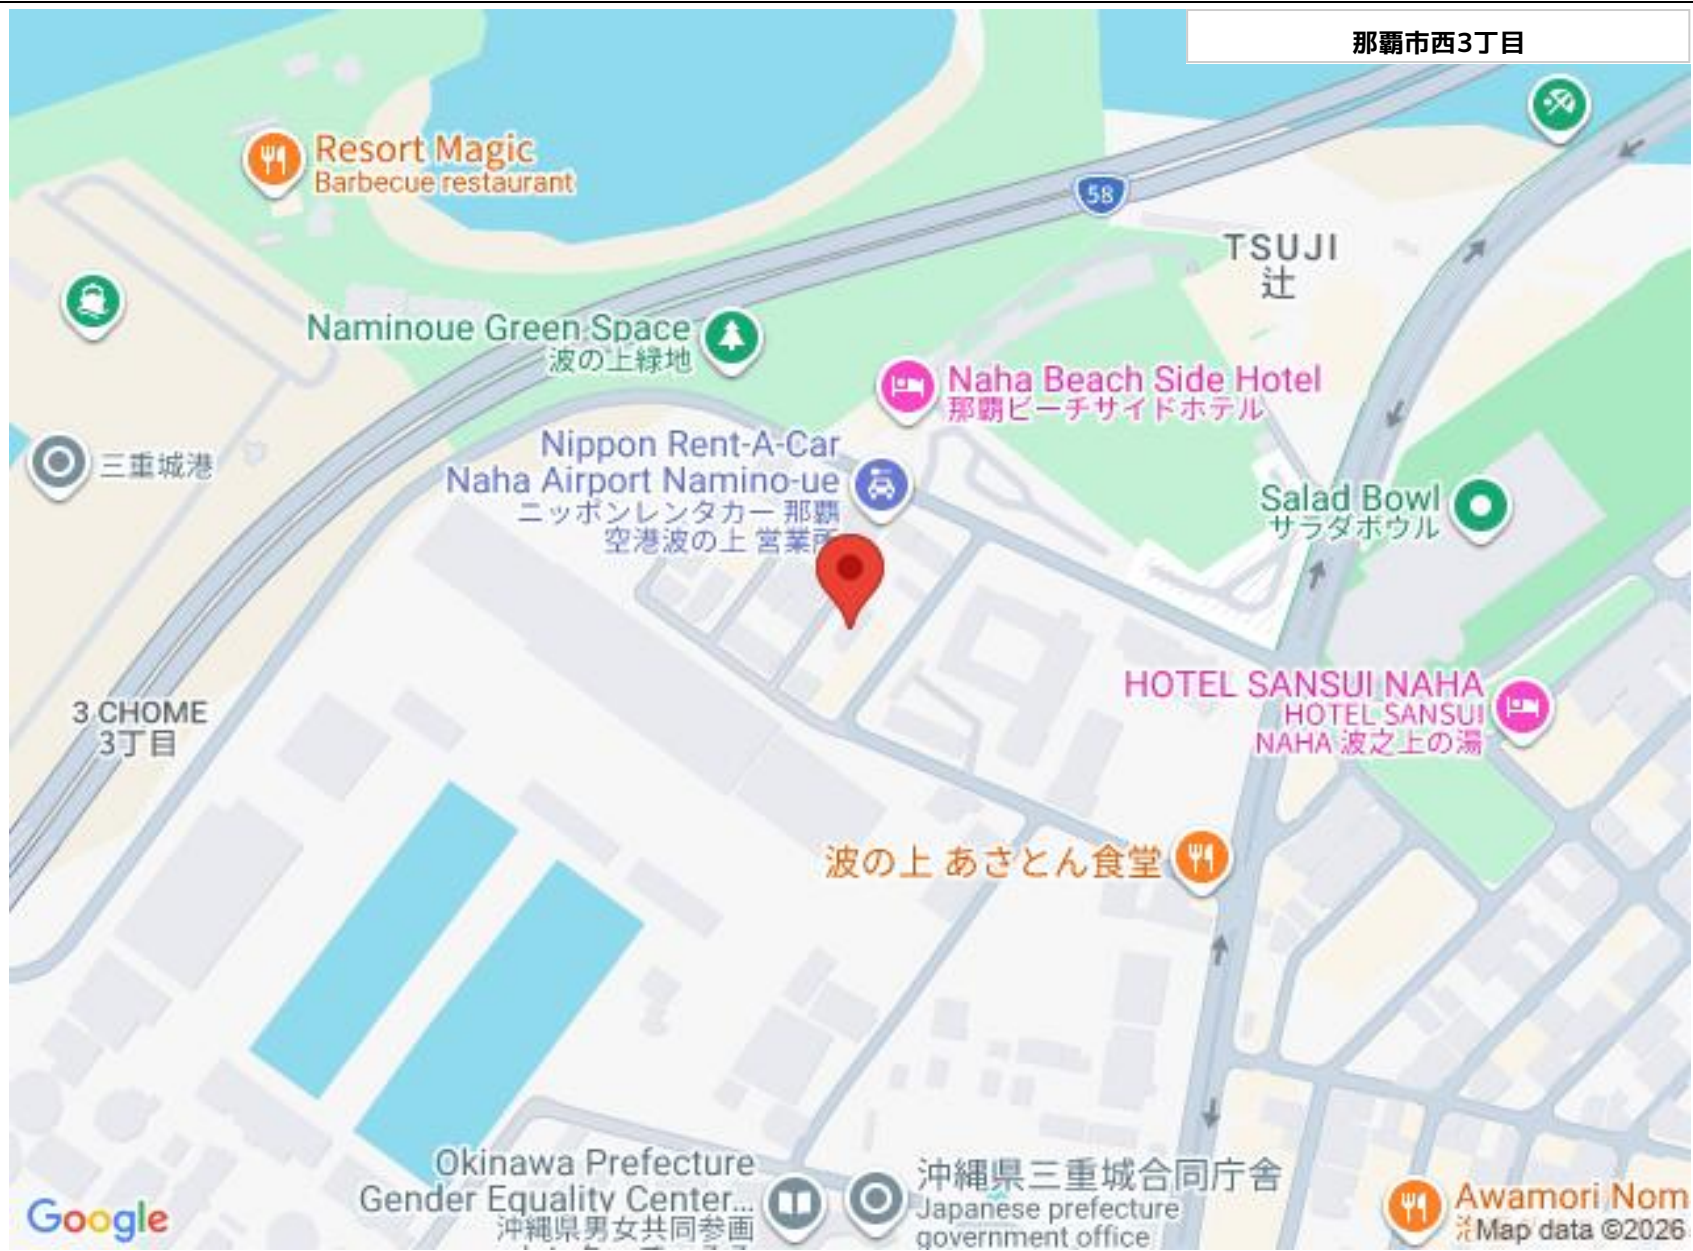 那覇市西3丁目
Resort Magic
Barbecue restaurant
58
TSUJI
辻
Naminoue Green Space
波の上緑地
Naha Beach Side Hotel
那覇ビーチサイドホテル
Nippon Rent-A-Car
Naha Airport Namino-ue
ニッポンレンタカー 那覇
空港波の上 営業所
三重城港
Salad Bowl
サラダボウル
HOTEL SANSUI NAHA
HOTEL SANSUI
NAHA 波之上の湯
3 CHOME
3丁目
波の上 あさとん食堂
Okinawa Prefecture
Gender Equality Center...
沖縄県男女共同参画
沖縄県三重城合同庁舎
Japanese prefecture
government office
Awamori Nom
Google
Map data ©2026